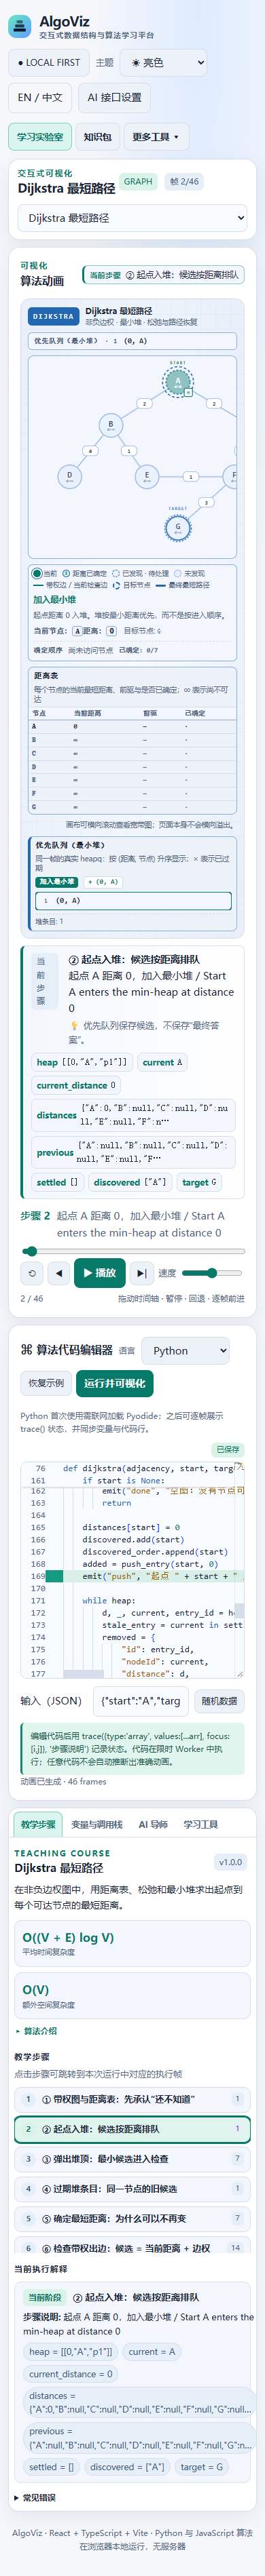 AlgoViz
交互式数据结构与算法学习平台
● LOCAL FIRST
主题
☀ 亮色
EN / 中文
AI 接口设置
学习实验室
知识包
更多工具 ▾
交互式可视化
Dijkstra 最短路径
GRAPH
帧 2/46
Dijkstra 最短路径
可视化
算法动画
当前步骤 ② 起点入堆：候选按距离排队
DIJKSTRA
Dijkstra 最短路径
非负边权 · 最小堆 · 松弛与路径恢复
优先队列（最小堆） · 1 (0, A)
START
A
2
2
B
4
1
D
E
1
F
3
TARGET
G
当前
距离已确定
已发现 · 待处理
未发现
带权边 / 当前检查边
目标节点
最终最短路径
加入最小堆
起点距离 0 入堆。堆按最小距离优先，而不是按进入顺序。
当前节点： A 距离： 0 目标节点: G
确定顺序 尚未访问节点 已确定: 0/7
距离表
每个节点的当前最短距离、前驱与是否已确定；∞ 表示尚不可达
节点 当前距离 前驱 已确定
A 0 — ·
B ∞ — ·
C ∞ — ·
D ∞ — ·
E ∞ — ·
F ∞ — ·
G ∞ — ·
画布可横向滚动查看宽带图；页面本身不会横向溢出。
优先队列（最小堆）
同一帧的真实 heapq：按 (距离, 节点) 升序显示；× 表示已过期
加入最小堆
+ (0, A)
1 (0, A)
堆条目: 1
当前步骤
② 起点入堆：候选按距离排队
起点 A 距离 0，加入最小堆 / Start A enters the min-heap at distance 0
💡 优先队列保存候选，不保存“最终答案”。
heap [[0,"A","p1"]]
current A
current_distance 0
distances {"A":0,"B":null,"C":null,"D":null,"E":null,"F":n…
previous {"A":null,"B":null,"C":null,"D":null,"E":null,"F…
settled []
discovered ["A"]
target G
步骤 2 起点 A 距离 0，加入最小堆 / Start A enters the min-heap at distance 0
▶ 播放
速度
2 / 46
拖动时间轴 · 暂停 · 回退 · 逐帧前进
⌘ 算法代码编辑器
语言
Python
恢复示例
运行并可视化
Python 首次使用需联网加载 Pyodide；之后可逐帧展示 trace() 状态，并同步变量与代码行。
已保存
76 def dijkstra(adjacency, start, targ
161 if start is None:
162 emit("done", "空图：没有节点可
163 return
164
165 distances[start] = 0
166 discovered.add(start)
167 discovered_order.append(start)
168 added = push_entry(start, 0)
169 emit("push", "起点 " + start + "
170
171 while heap:
172 d, _, current, entry_id = he
173 stale_entry = current in sett
174 removed = {
175 "id": entry_id,
176 "nodeId": current,
177 "distance": d,
输入（JSON）
{"start":"A","targ
随机数据
编辑代码后用 trace({type:'array', values:[...arr], focus:[i,j]}, '步骤说明') 记录状态。代码在限时 Worker 中执行；任意代码不会自动推断出准确动画。
动画已生成 · 46 frames
教学步骤
变量与调用栈
AI 导师
学习工具
TEACHING COURSE
Dijkstra 最短路径
v1.0.0
在非负边权图中，用距离表、松弛和最小堆求出起点到每个可达节点的最短距离。
O((V + E) log V)
平均时间复杂度
O(V)
额外空间复杂度
▸ 算法介绍
教学步骤
点击步骤可跳转到本次运行中对应的执行帧
1 ① 带权图与距离表：先承认“还不知道” 1
2 ② 起点入堆：候选按距离排队 1
3 ③ 弹出堆顶：最小候选进入检查 7
4 ④ 过期堆条目：同一节点的旧候选 1
5 ⑤ 确定最短距离：为什么可以不再变 7
6 ⑥ 检查带权出边：候选 = 当前距离 + 边权 14
当前执行解释
当前阶段
② 起点入堆：候选按距离排队
步骤说明: 起点 A 距离 0，加入最小堆 / Start A enters the min-heap at distance 0
heap = [[0,"A","p1"]]
current = A
current_distance = 0
distances = {"A":0,"B":null,"C":null,"D":null,"E":null,"F":null,"G":null…
previous = {"A":null,"B":null,"C":null,"D":null,"E":null,"F":null,"G":n…
settled = []
discovered = ["A"]
target = G
▸ 常见错误
AlgoViz · React + TypeScript + Vite · Python 与 JavaScript 算法在浏览器本地运行，无服务器